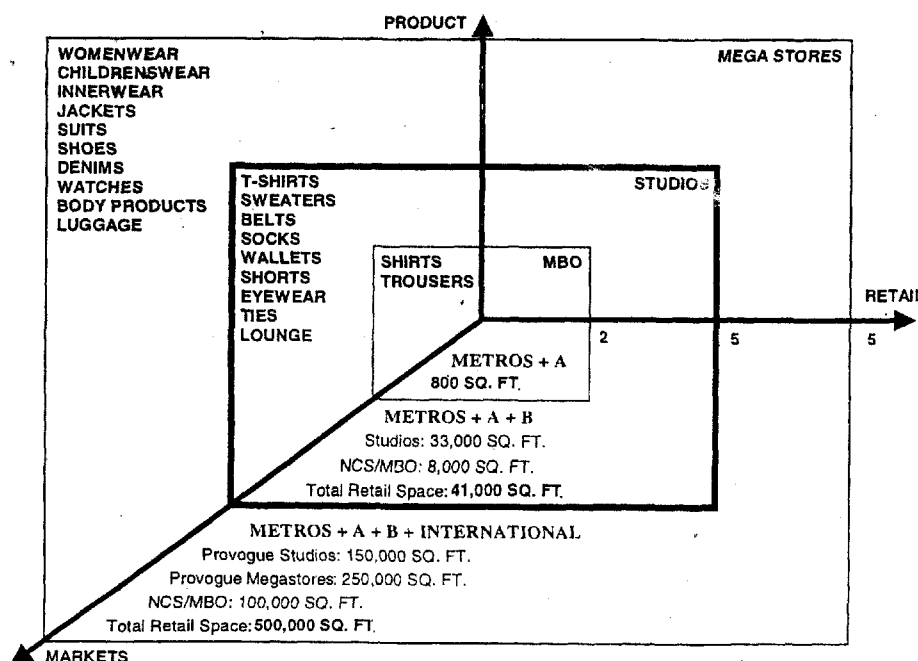 PRODUCT
WOMENWEAR
CHILDRENSWEAR
INNERWEAR
JACKETS
SUITS
SHOES
DENIMS
WATCHES
BODY PRODUCTS
LUGGAGE
MEGA STORES
T-SHIRTS
SWEATERS
BELTS
SOCKS
WALLETS
SHORTS
EYEWEAR
TIES
LOUNGE
STUDIOS
SHIRTS
TROUSERS
MBO
RETAIL
2
5
5
METROS + A
800 SQ. FT.
METROS + A + B
Studios: 33,000 SQ. FT.
NCS/MBO: 8,000 SQ. FT.
Total Retail Space: 41,000 SQ. FT.
METROS + A + B + INTERNATIONAL
Provogue Studios: 150,000 SQ. FT.
Provogue Megastores: 250,000 SQ. FT.
NCS/MBO: 100,000 SQ. FT.
Total Retail Space: 500,000 SQ. FT.
MARKETS